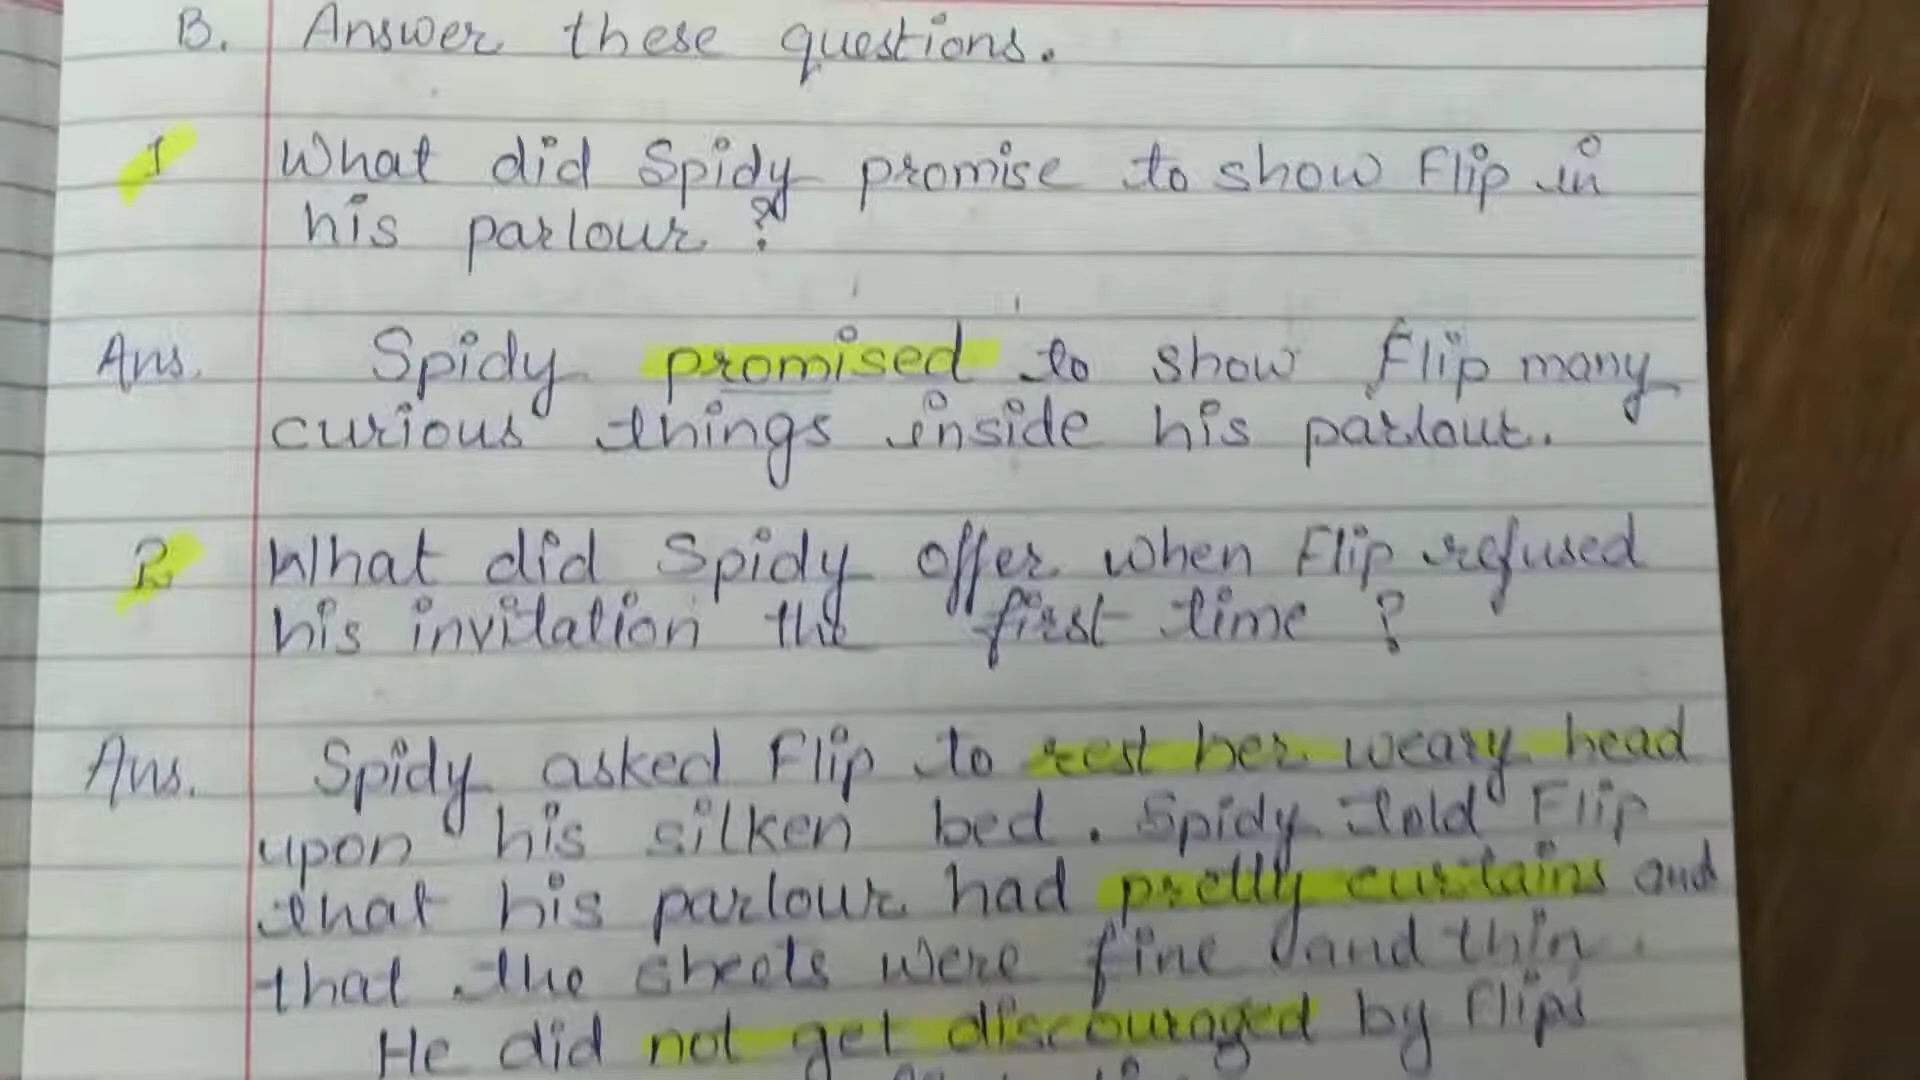 B. Answer these questions.
1 What did Spidy promise to show Flip in
his parlour ?
Ans. Spidy promised to show Flip many
curious things inside his parlour.
2. What did Spidy offer when Flip refused
his invitation the first time ?
Ans. Spidy asked Flip to rest her weary head
upon his silken bed. Spidy told Flip
that his parlour had pretty curtains and
that the sheets were fine and thin.
He did not get discouraged by Flips